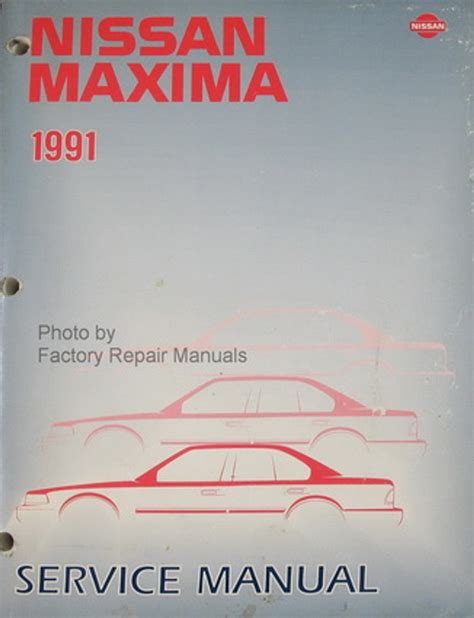 NISSAN
MAXIMA
1991
NISSAN
Photo by
Factory Repair Manuals
SERVICE MANUAL